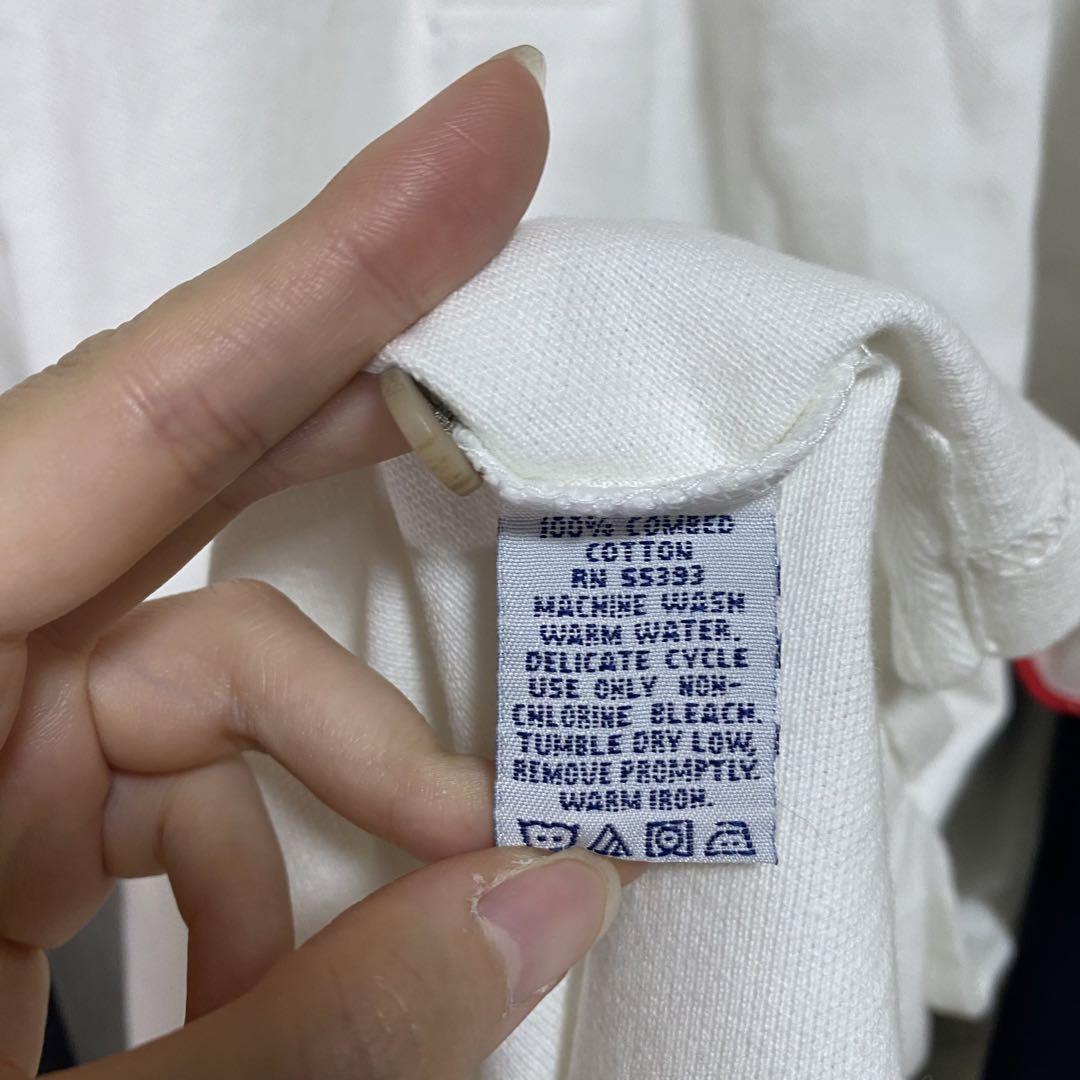 100% COMBED
COTTON
RN 55393
MACHINE WASH
WARM WATER.
DELICATE CYCLE
USE ONLY NON-
CHLORINE BLEACH.
TUMBLE DRY LOW,
REMOVE PROMPTLY.
WARM IRON.